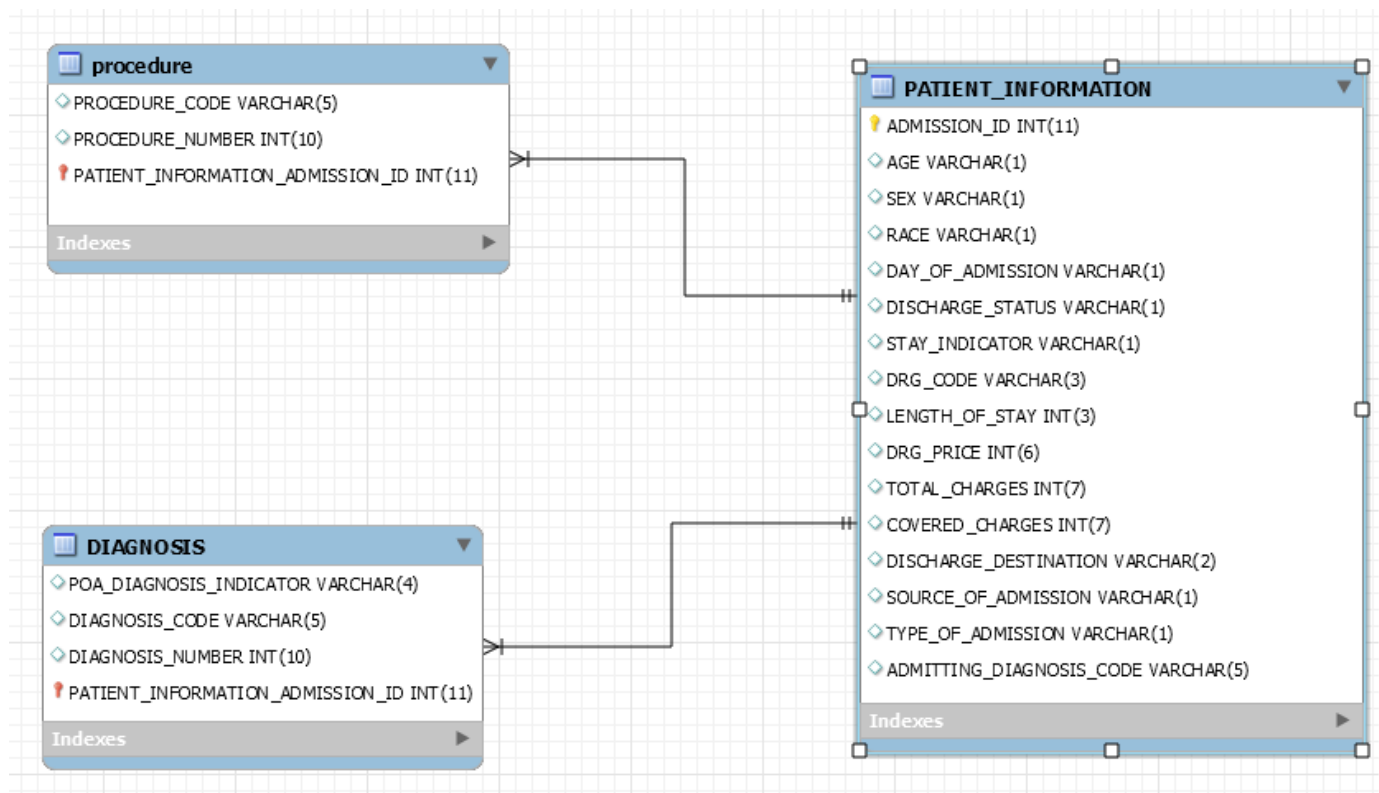 procedure
PROCEDURE_CODE VARCHAR(5)
PROCEDURE_NUMBER INT(10)
PATIENT_INFORMATION_ADMISSION_ID INT(11)
Indexes
DIAGNOSIS
POA_DIAGNOSIS_INDICATOR VARCHAR(4)
DIAGNOSIS_CODE VARCHAR(5)
DIAGNOSIS_NUMBER INT(10)
PATIENT_INFORMATION_ADMISSION_ID INT(11)
Indexes
PATIENT_INFORMATION
ADMISSION_ID INT(11)
AGE VARCHAR(1)
SEX VARCHAR(1)
RACE VARCHAR(1)
DAY_OF_ADMISSION VARCHAR(1)
DISCHARGE_STATUS VARCHAR(1)
STAY_INDICATOR VARCHAR(1)
DRG_CODE VARCHAR(3)
LENGTH_OF_STAY INT(3)
DRG_PRICE INT(6)
TOTAL_CHARGES INT(7)
COVERED_CHARGES INT(7)
DISCHARGE_DESTINATION VARCHAR(2)
SOURCE_OF_ADMISSION VARCHAR(1)
TYPE_OF_ADMISSION VARCHAR(1)
ADMITTING_DIAGNOSIS_CODE VARCHAR(5)
Indexes